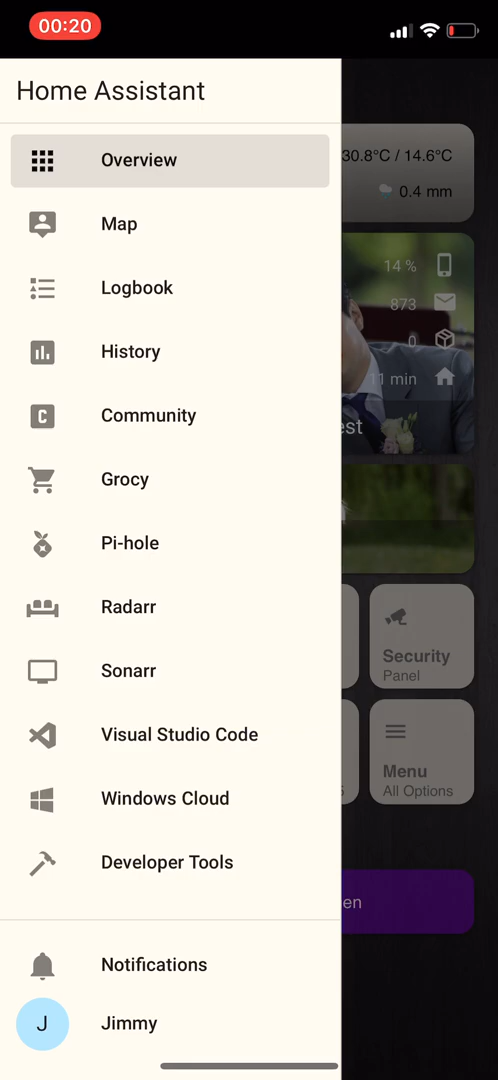 00:20
Home Assistant
Overview
30.8°C / 14.6°C
0.4 mm
Map
14 %
Logbook
873
0
History
11 min
Community
est
Grocy
Pi-hole
Radarr
Sonarr
Security
Panel
Visual Studio Code
Windows Cloud
Menu
All Options
Developer Tools
en
Notifications
J
Jimmy